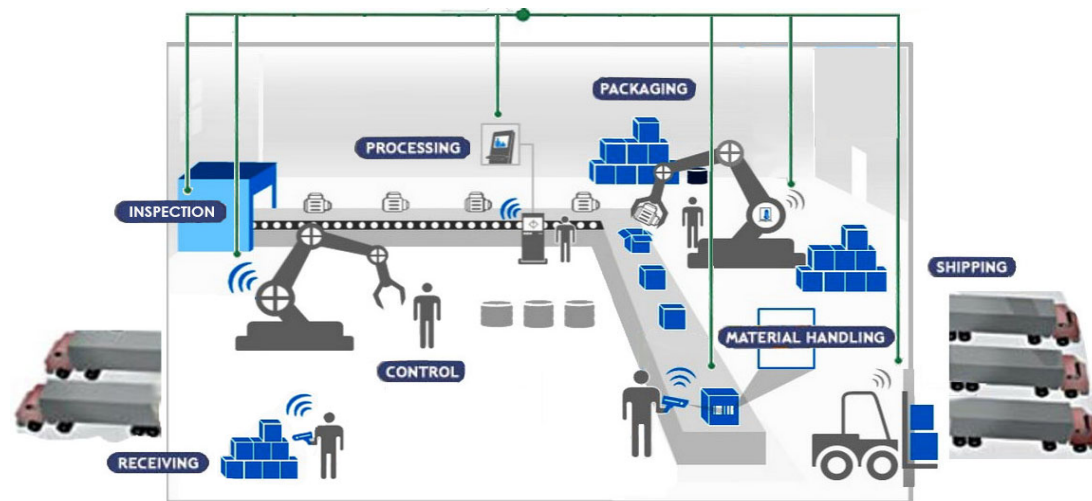 PACKAGING
PROCESSING
INSPECTION
SHIPPING
MATERIAL HANDLING
CONTROL
RECEIVING